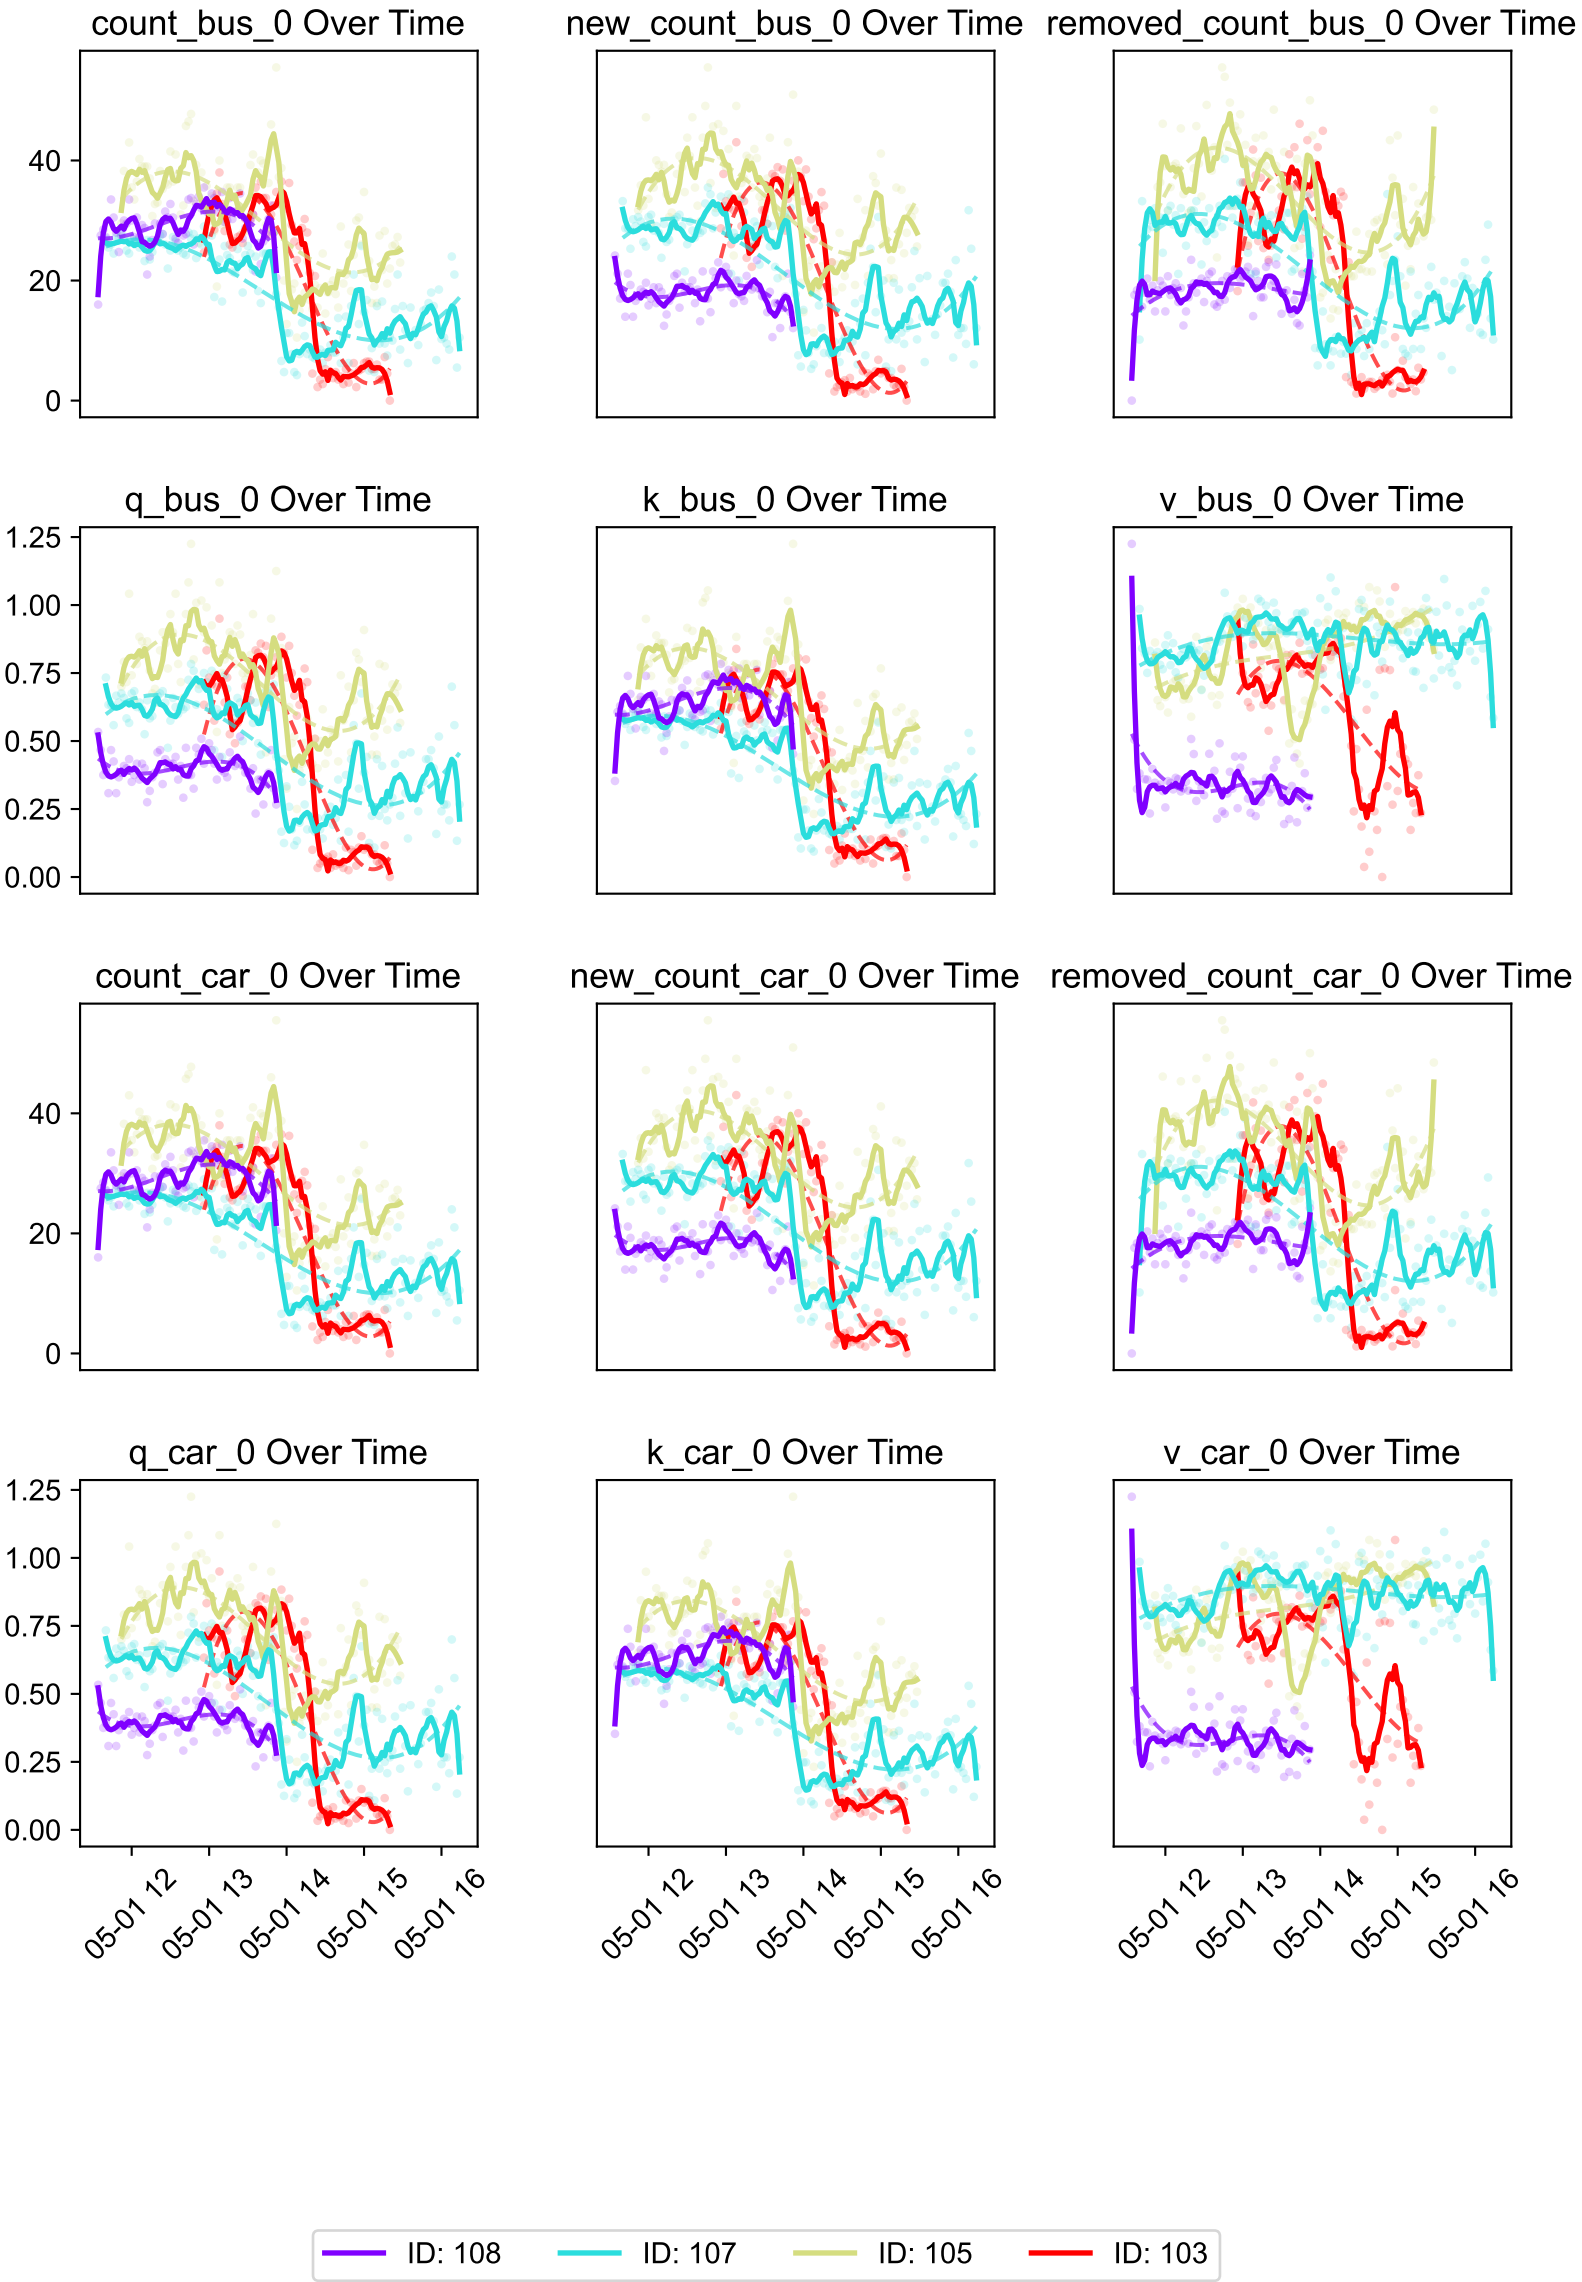 count_bus_0 Over Time
new_count_bus_0 Over Time
removed_count_bus_0 Over Time
40
20
0
q_bus_0 Over Time
k_bus_0 Over Time
v_bus_0 Over Time
1.25
1.00
0.75
0.50
0.25
0.00
count_car_0 Over Time
new_count_car_0 Over Time
removed_count_car_0 Over Time
40
20
0
q_car_0 Over Time
k_car_0 Over Time
v_car_0 Over Time
1.25
1.00
0.75
0.50
0.25
0.00
05-01 12
05-01 13
05-01 14
05-01 15
05-01 16
05-01 12
05-01 13
05-01 14
05-01 15
05-01 16
05-01 12
05-01 13
05-01 14
05-01 15
05-01 16
ID: 108
ID: 107
ID: 105
ID: 103